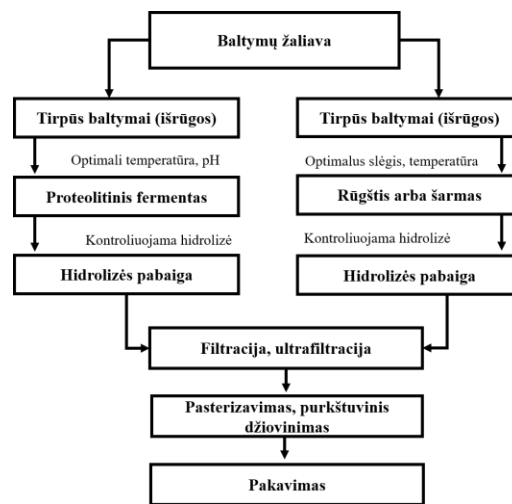 Baltymų žaliava
Tirpūs baltymai (išrūgos)
Optimali temperatūra, pH
Proteolitinis fermentas
Kontroliuojama hidrolizė
Hidrolizės pabaiga
Tirpūs baltymai (išrūgos)
Optimalus slėgis, temperatūra
Rūgštis arba šarmas
Kontroliuojama hidrolizė
Hidrolizės pabaiga
Filtracija, ultrafiltracija
Pasterizavimas, purkštuvinis
džiovinimas
Pakavimas